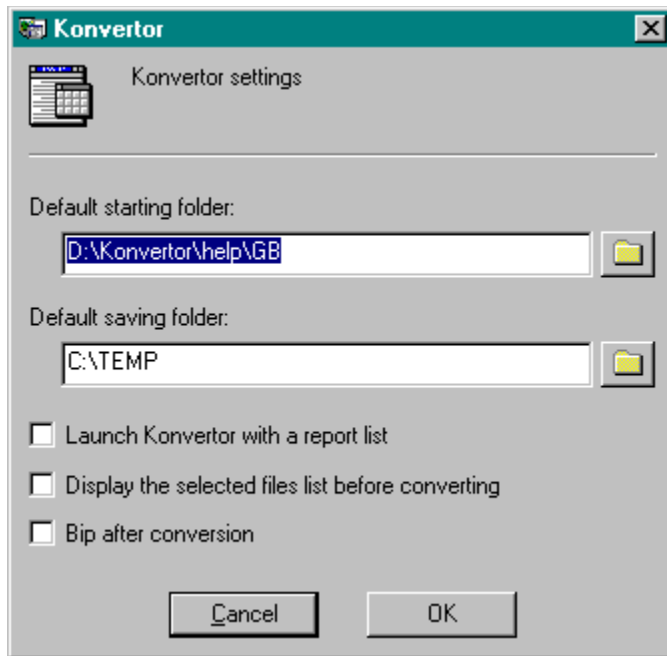 Konvertor
Konvertor settings
Default starting folder:
D:\Konvertor\help\GB
Default saving folder:
C:\TEMP
Launch Konvertor with a report list
Display the selected files list before converting
Bip after conversion
Cancel
OK